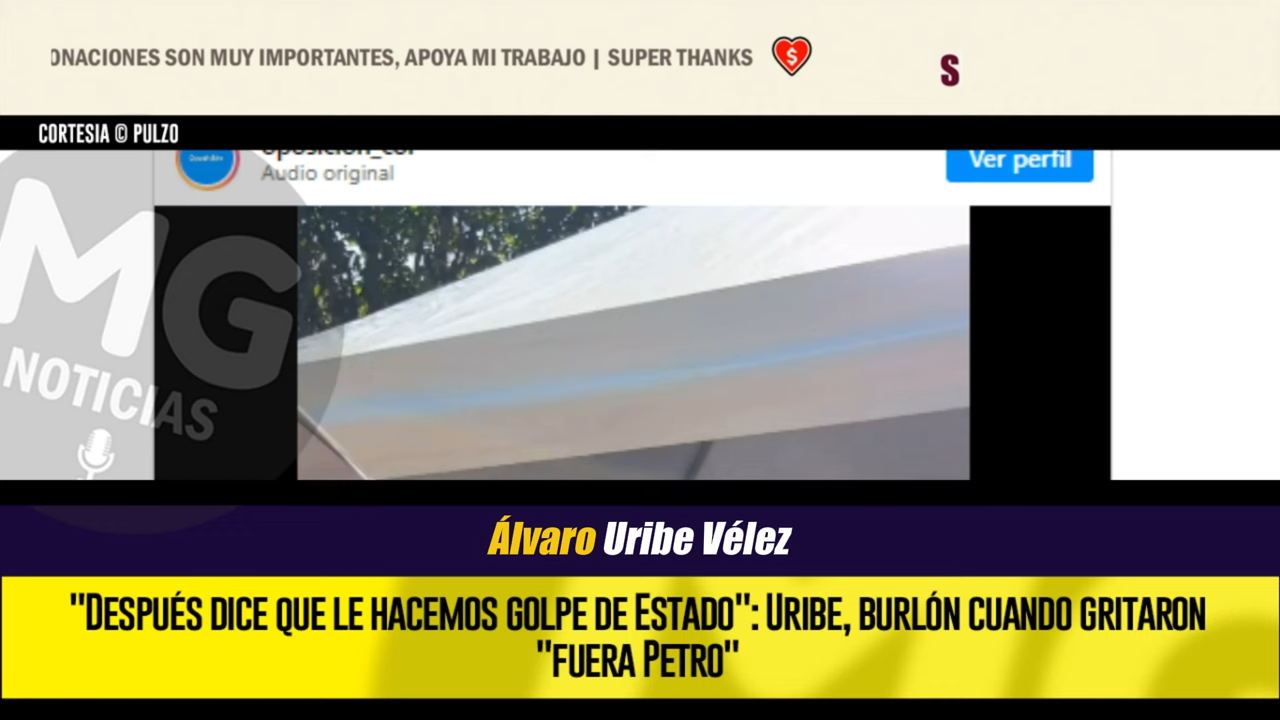 ONACIONES SON MUY IMPORTANTES, APOYA MI TRABAJO | SUPER THANKS
S
CORTESIA © PULZO
oposicion_col
Audio original
Ver perfil
MG
NOTICIAS
Álvaro Uribe Vélez
"DESPUÉS DICE QUE LE HACEMOS GOLPE DE ESTADO": URIBE, BURLÓN CUANDO GRITARON
"FUERA PETRO"